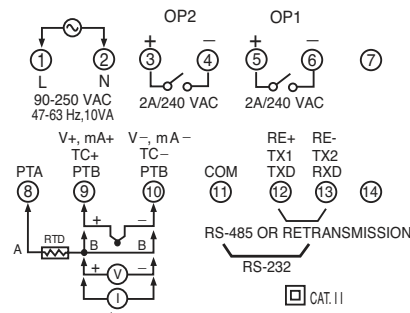 OP2 OP1
+ − + −
1 2 3 4 5 6 7
L N
90-250 VAC 2A/240 VAC 2A/240 VAC
47-63 Hz,10VA
V+, mA+ V−, mA− RE+ RE-
TC+ TC− TX1 TX2
PTA PTB PTB COM TXD RXD
8 9 10 11 12 13 14
+ −
RTD
A B B
RS-485 OR RETRANSMISSION
+ V −
RS-232
I
CAT.II